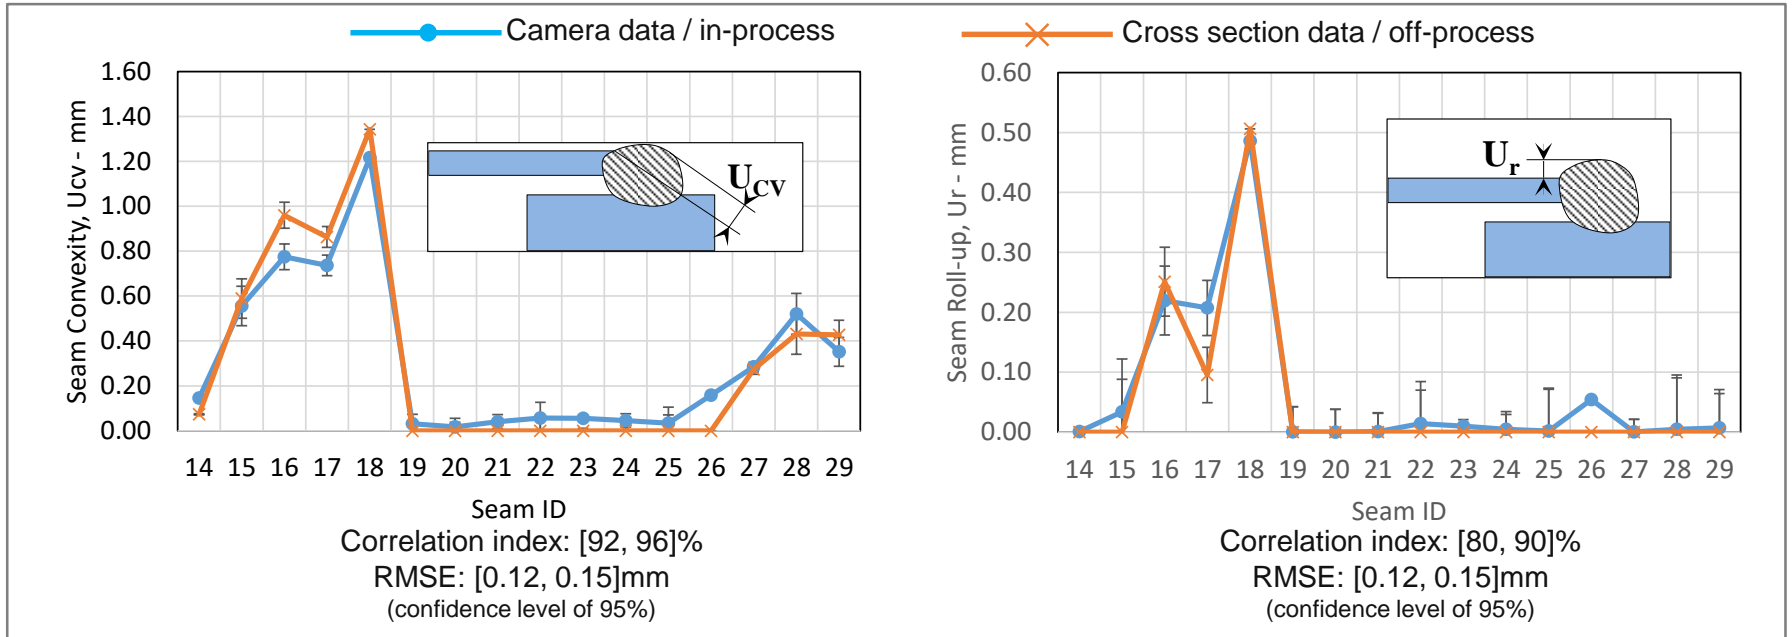 Camera data / in-process
Cross section data / off-process
Seam Convexity, Ucv - mm
1.60
1.40
1.20
1.00
0.80
0.60
0.40
0.20
0.00
U_CV
14 15 16 17 18 19 20 21 22 23 24 25 26 27 28 29
Seam ID
Correlation index: [92, 96]%
RMSE: [0.12, 0.15]mm
(confidence level of 95%)
Seam Roll-up, Ur - mm
0.60
0.50
0.40
0.30
0.20
0.10
0.00
U_r
14 15 16 17 18 19 20 21 22 23 24 25 26 27 28 29
Seam ID
Correlation index: [80, 90]%
RMSE: [0.12, 0.15]mm
(confidence level of 95%)